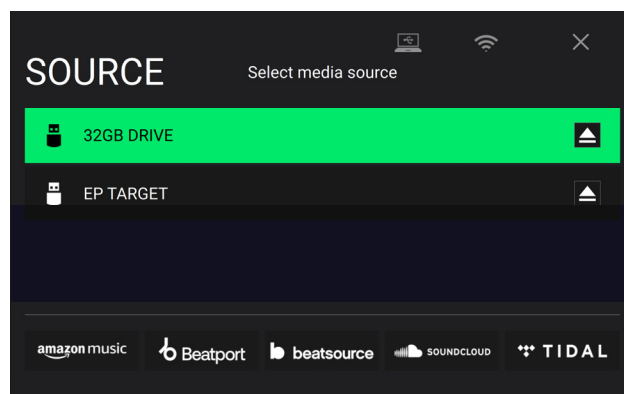 SOURCE
Select media source
32GB DRIVE
EP TARGET
amazon music
Beatport
beatsource
SOUNDCLOUD
TIDAL